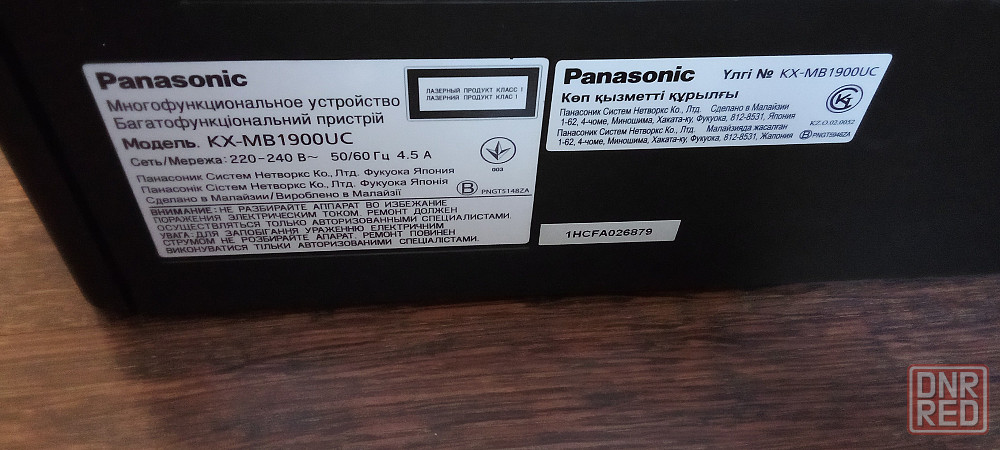 Panasonic
ЛАЗЕРНЫЙ ПРОДУКТ КЛАСС 1
ЛАЗЕРНИЙ ПРОДУКТ КЛАС 1
Многофункциональное устройство
Багатофункціональний пристрій
Модель. KX-MB1900UC
Сеть/Мережа: 220-240 В~ 50/60 Гц 4.5 А
003
Панасоник Систем Нетворкс Ко., Лтд. Фукуока Япония
Панасонік Сістем Нетворкс Ко., Лтд. Фукуока Японія
Сделано в Малайзии/Вироблено в Малайзії
B PNGT5148ZA
ВНИМАНИЕ: НЕ РАЗБИРАЙТЕ АППАРАТ ВО ИЗБЕЖАНИЕ
ПОРАЖЕНИЯ ЭЛЕКТРИЧЕСКИМ ТОКОМ. РЕМОНТ ДОЛЖЕН
ОСУЩЕСТВЛЯТЬСЯ ТОЛЬКО АВТОРИЗОВАННЫМИ СПЕЦИАЛИСТАМИ.
УВАГА: ДЛЯ ЗАПОБІГАННЯ УРАЖЕННЮ ЕЛЕКТРИЧНИМ
СТРУМОМ НЕ РОЗБИРАЙТЕ АПАРАТ. РЕМОНТ ПОВИНЕН
ВИКОНУВАТИСЯ ТІЛЬКИ АВТОРИЗОВАНИМИ СПЕЦІАЛІСТАМИ.
Panasonic Үлгі № KX-MB1900UC
Көп қызметті құрылғы
Панасоник Систем Нетворкс Ко., Лтд. Сделано в Малайзии
1-62, 4-чоме, Миношима, Хаката-ку, Фукуока, 812-8531, Япония
Панасоник Систем Нетворкс Ко., Лтд. Малайзияда жасалган
1-62, 4-чоме, Миношима, Хаката-ку, Фукуока, 812-8531, Жапония
KZ.O.02.0032
B PNGT5946ZA
1HCFA026879
DNR
RED